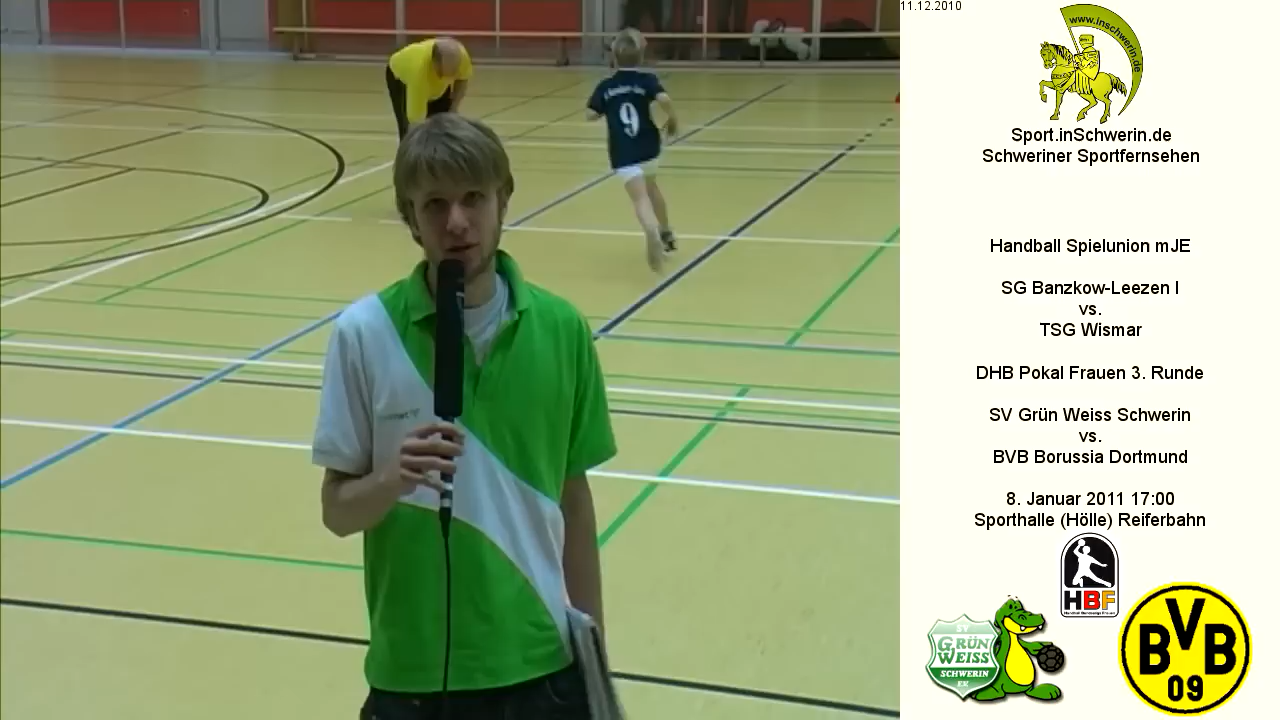 11.12.2010
www.inschwerin.de
Sport.inSchwerin.de
Schweriner Sportfernsehen
Handball Spielunion mJE
SG Banzkow-Leezen I
vs.
TSG Wismar
DHB Pokal Frauen 3. Runde
SV Grün Weiss Schwerin
vs.
BVB Borussia Dortmund
8. Januar 2011 17:00
Sporthalle (Hölle) Reiferbahn
HBF
SV
GRÜN
WEISS
SCHWERIN
BVB
09
9